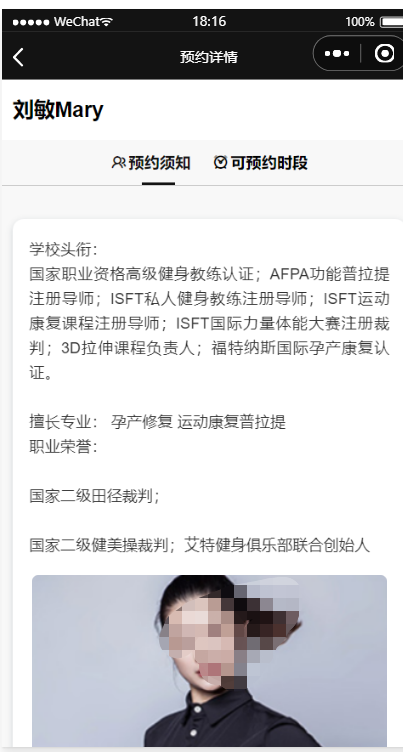 WeChat
18:16
100%
预约详情
刘敏Mary
预约须知
可预约时段
学校头衔：
国家职业资格高级健身教练认证；AFPA功能普拉提
注册导师；ISFT私人健身教练注册导师；ISFT运动
康复课程注册导师；ISFT国际力量体能大赛注册裁
判；3D拉伸课程负责人；福特纳斯国际孕产康复认
证。
擅长专业： 孕产修复 运动康复普拉提
职业荣誉：
国家二级田径裁判；
国家二级健美操裁判；艾特健身俱乐部联合创始人